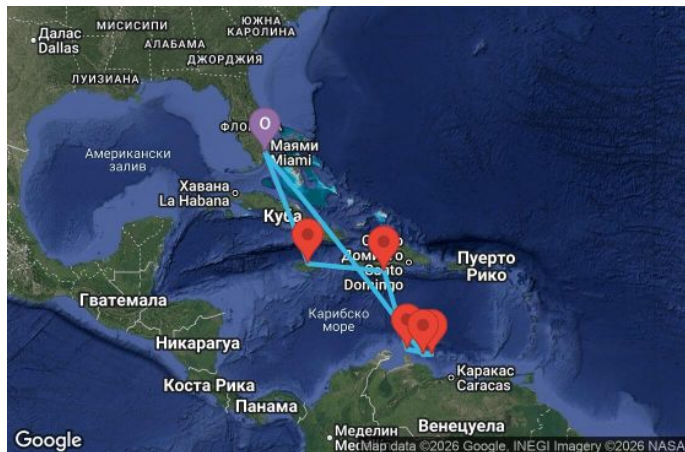 Далас
Dallas
МИСИСИПИ
АЛАБАМА
ЮЖНА
КАРОЛИНА
ДЖОРДЖИЯ
ЛУИЗИАНА
ФЛО
O
Маями
Miami
Американски
залив
Хавана
La Habana
Куба
Домин
Santo
Domingo
Пуерто
Рико
Гватемала
Карибско
море
Никарагуа
Коста Рика
Панама
Каракас
Caracas
Венецуела
Меделин
Google
Map data ©2026 Google, INEGI Imagery ©2026 NASA